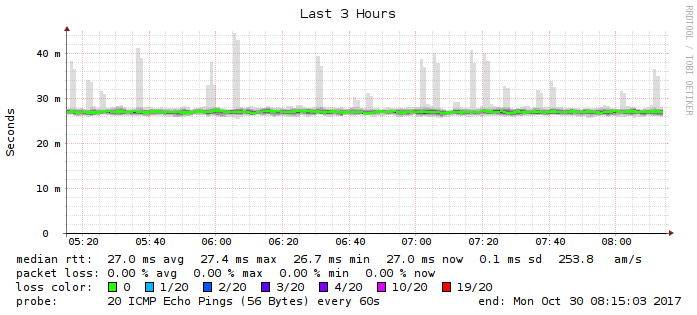 Last 3 Hours
RRDTOOL / TOBI OETIKER
Seconds
40 m
30 m
20 m
10 m
0
05:20 05:40 06:00 06:20 06:40 07:00 07:20 07:40 08:00
median rtt: 27.0 ms avg 27.4 ms max 26.7 ms min 27.0 ms now 0.1 ms sd 253.8 am/s
packet loss: 0.00 % avg 0.00 % max 0.00 % min 0.00 % now
loss color: 0 1/20 2/20 3/20 4/20 10/20 19/20
probe: 20 ICMP Echo Pings (56 Bytes) every 60s end: Mon Oct 30 08:15:03 2017